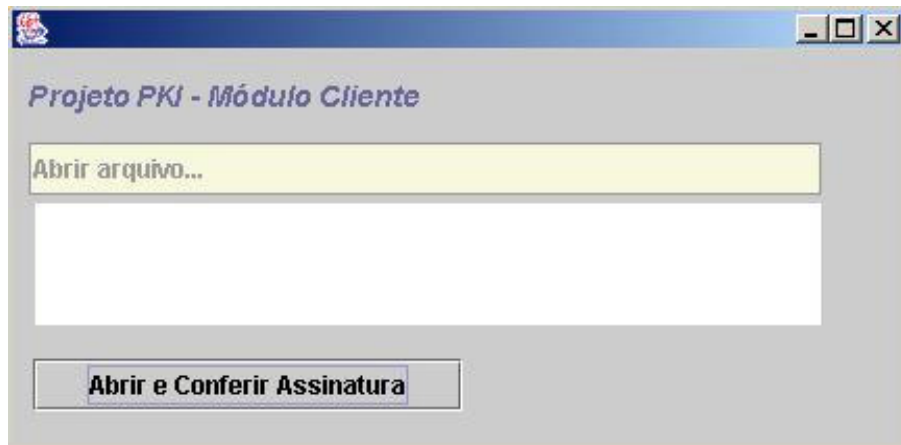 Projeto PKI - Módulo Cliente
Abrir arquivo...
Abrir e Conferir Assinatura